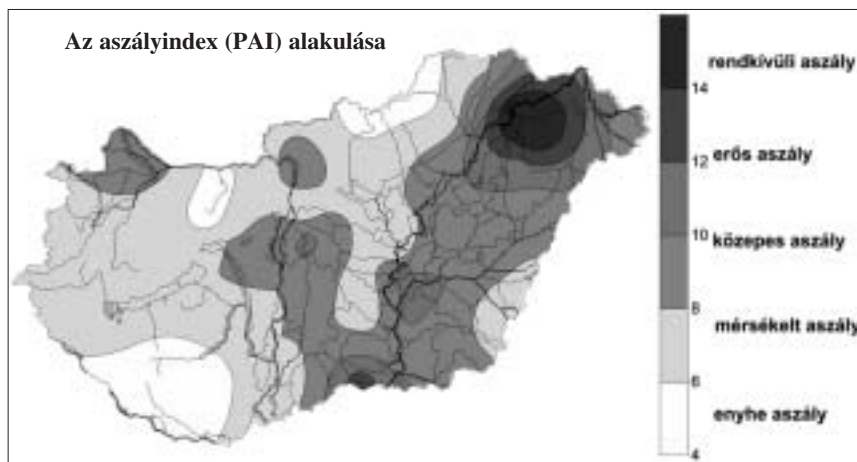 Az aszályindex (PAI) alakulása
rendkívüli aszály
14
erős aszály
12
10
közepes aszály
8
mérsékelt aszály
6
enyhe aszály
4